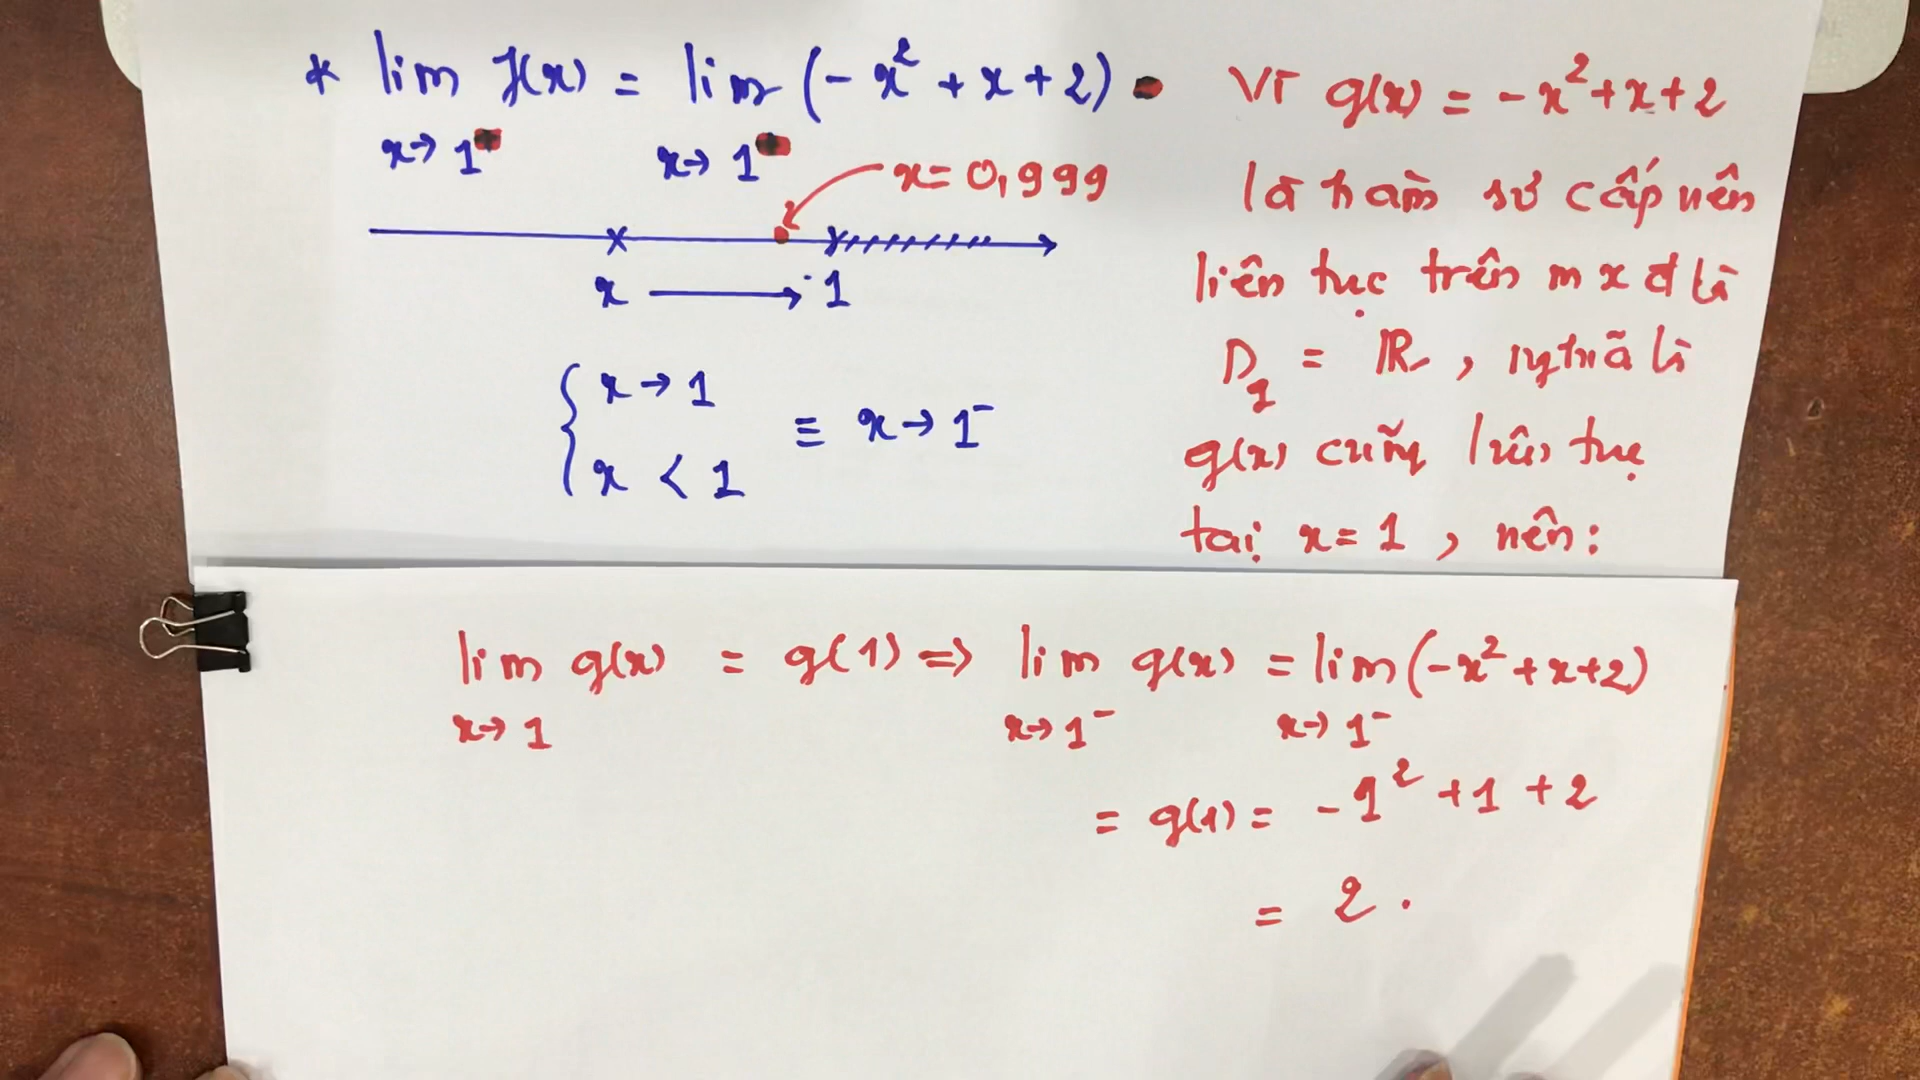 * lim f(x) = lim (-x² + x + 2)
x→1 x→1
x = 0,999
x → 1
{ x → 1
x < 1
≡ x → 1⁻
Vì g(x) = -x²+x+2
là hàm sơ cấp nên
liên tục trên mxđ là
D_g = ℝ, nghĩa là
g(x) cũng liên tục
tại x = 1, nên:
lim g(x) = g(1) ⇒ lim g(x) = lim (-x² + x + 2)
x→1 x→1⁻ x→1⁻
= g(1) = -1² + 1 + 2
= 2.